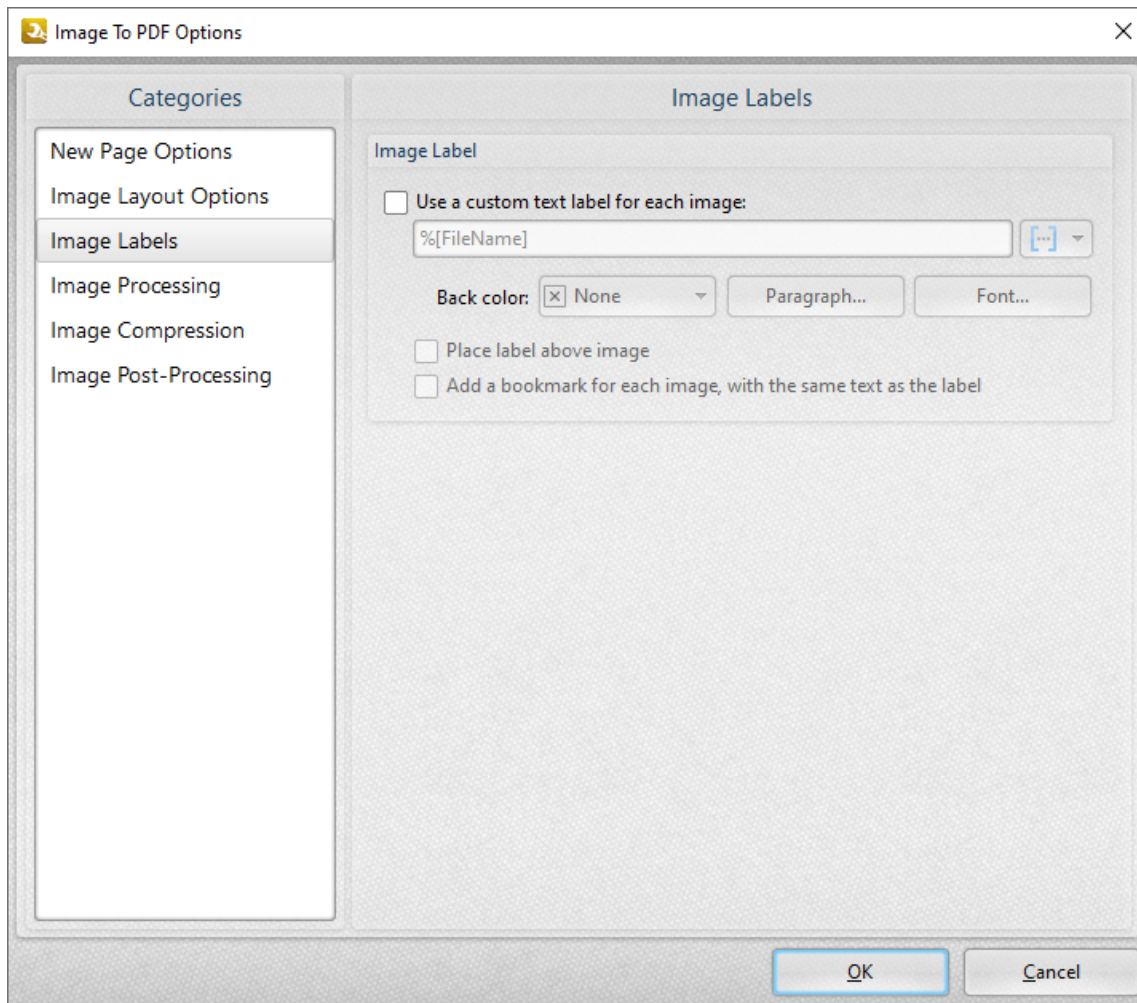 Image To PDF Options
Categories
New Page Options
Image Layout Options
Image Labels
Image Processing
Image Compression
Image Post-Processing
Image Labels
Image Label
Use a custom text label for each image:
%[FileName]
Back color: None Paragraph... Font...
Place label above image
Add a bookmark for each image, with the same text as the label
OK Cancel